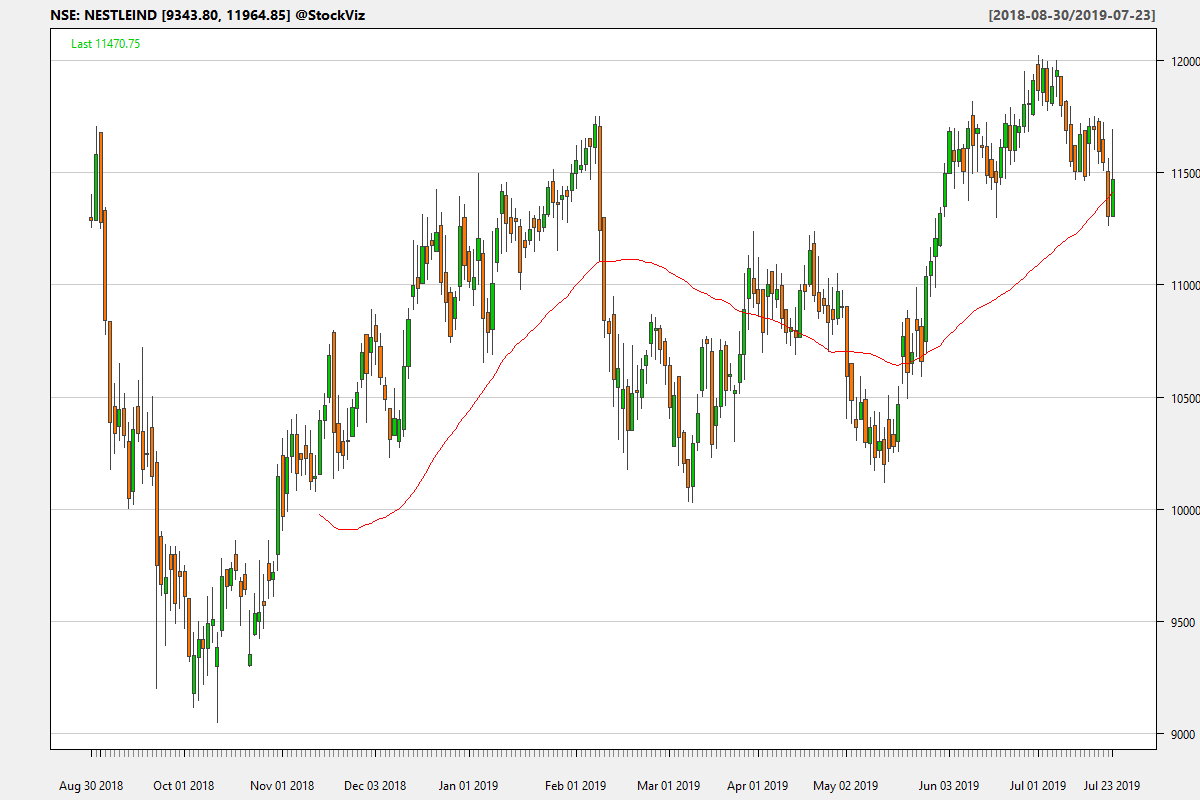 NSE: NESTLEIND [9343.80, 11964.85] @StockViz
[2018-08-30/2019-07-23]
Last 11470.75
12000
11500
11000
10500
10000
9500
9000
Aug 30 2018
Oct 01 2018
Nov 01 2018
Dec 03 2018
Jan 01 2019
Feb 01 2019
Mar 01 2019
Apr 01 2019
May 02 2019
Jun 03 2019
Jul 01 2019
Jul 23 2019